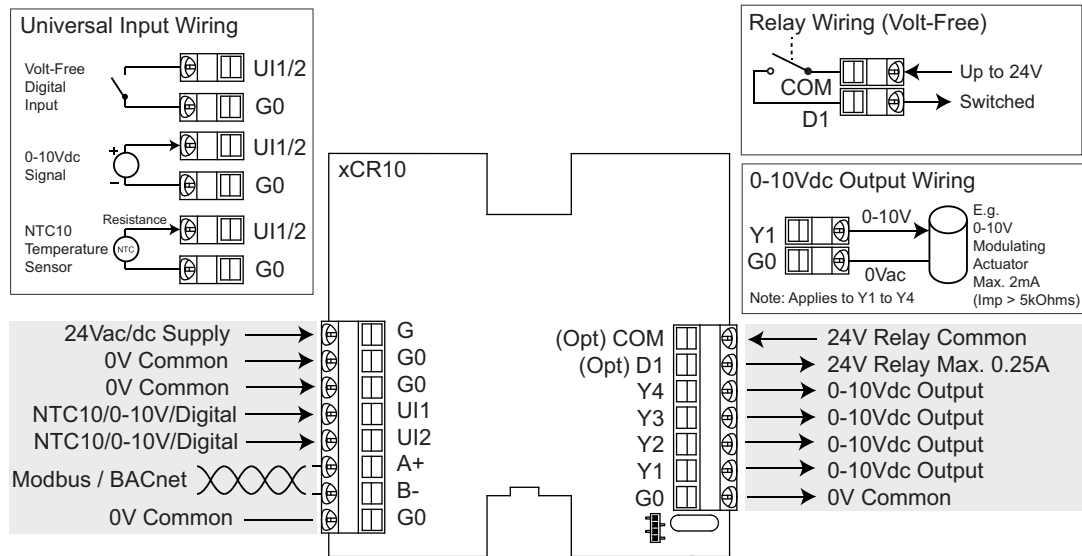 Universal Input Wiring
Volt-Free
Digital
Input
UI1/2
G0
0-10Vdc
Signal
+
–
UI1/2
G0
NTC10
Temperature
Sensor
Resistance
NTC
UI1/2
G0
Relay Wiring (Volt-Free)
COM
D1
Up to 24V
Switched
0-10Vdc Output Wiring
Y1
G0
0-10V
0Vac
E.g.
0-10V
Modulating
Actuator
Max. 2mA
(Imp > 5kOhms)
Note: Applies to Y1 to Y4
xCR10
24Vac/dc Supply G
0V Common G0
0V Common G0
NTC10/0-10V/Digital UI1
NTC10/0-10V/Digital UI2
Modbus / BACnet
A+
B-
0V Common G0
(Opt) COM 24V Relay Common
(Opt) D1 24V Relay Max. 0.25A
Y4 0-10Vdc Output
Y3 0-10Vdc Output
Y2 0-10Vdc Output
Y1 0-10Vdc Output
G0 0V Common